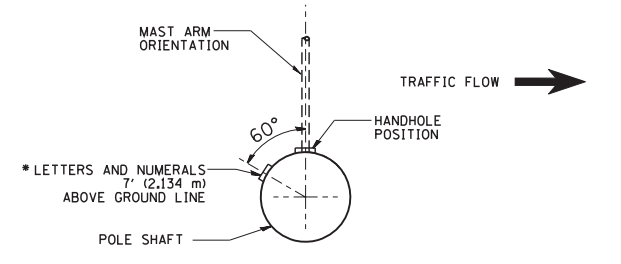 MAST ARM
ORIENTATION
TRAFFIC FLOW
60°
HANDHOLE
POSITION
* LETTERS AND NUMERALS
7' (2.134 m)
ABOVE GROUND LINE
POLE SHAFT